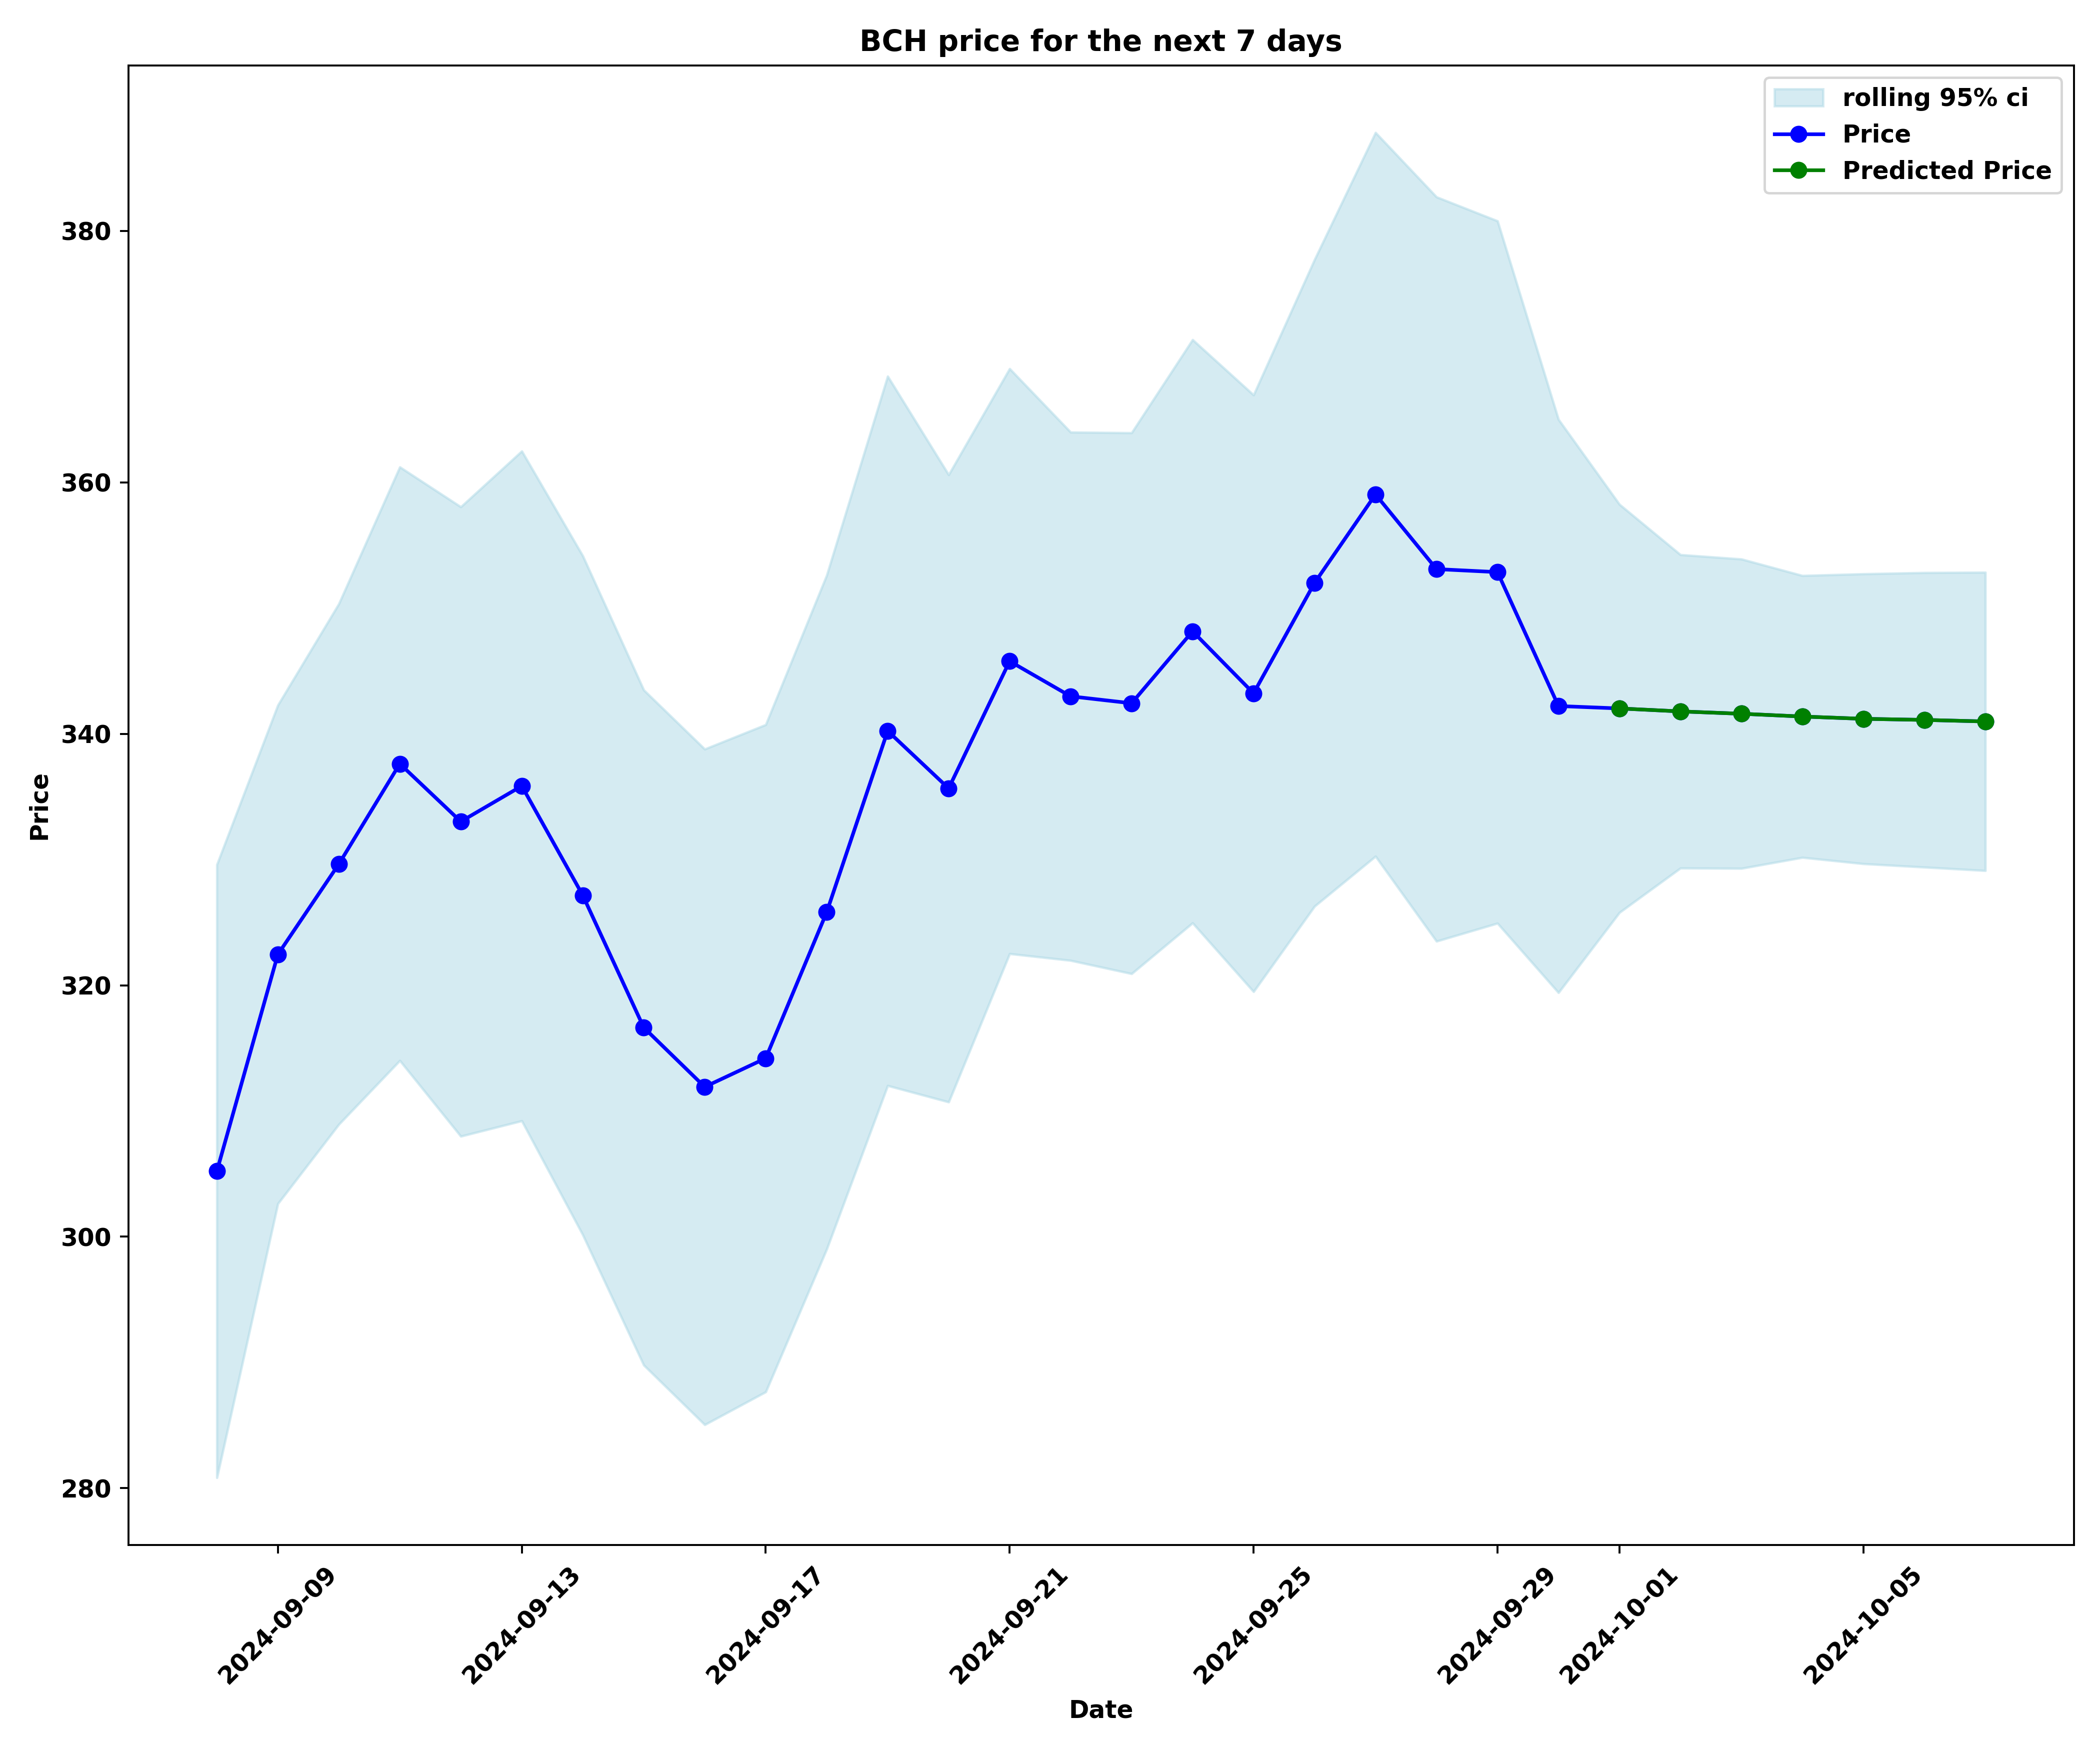 BCH price for the next 7 days
rolling 95% ci
Price
Predicted Price
380
360
340
320
300
280
Price
2024-09-09
2024-09-13
2024-09-17
2024-09-21
2024-09-25
2024-09-29
2024-10-01
2024-10-05
Date